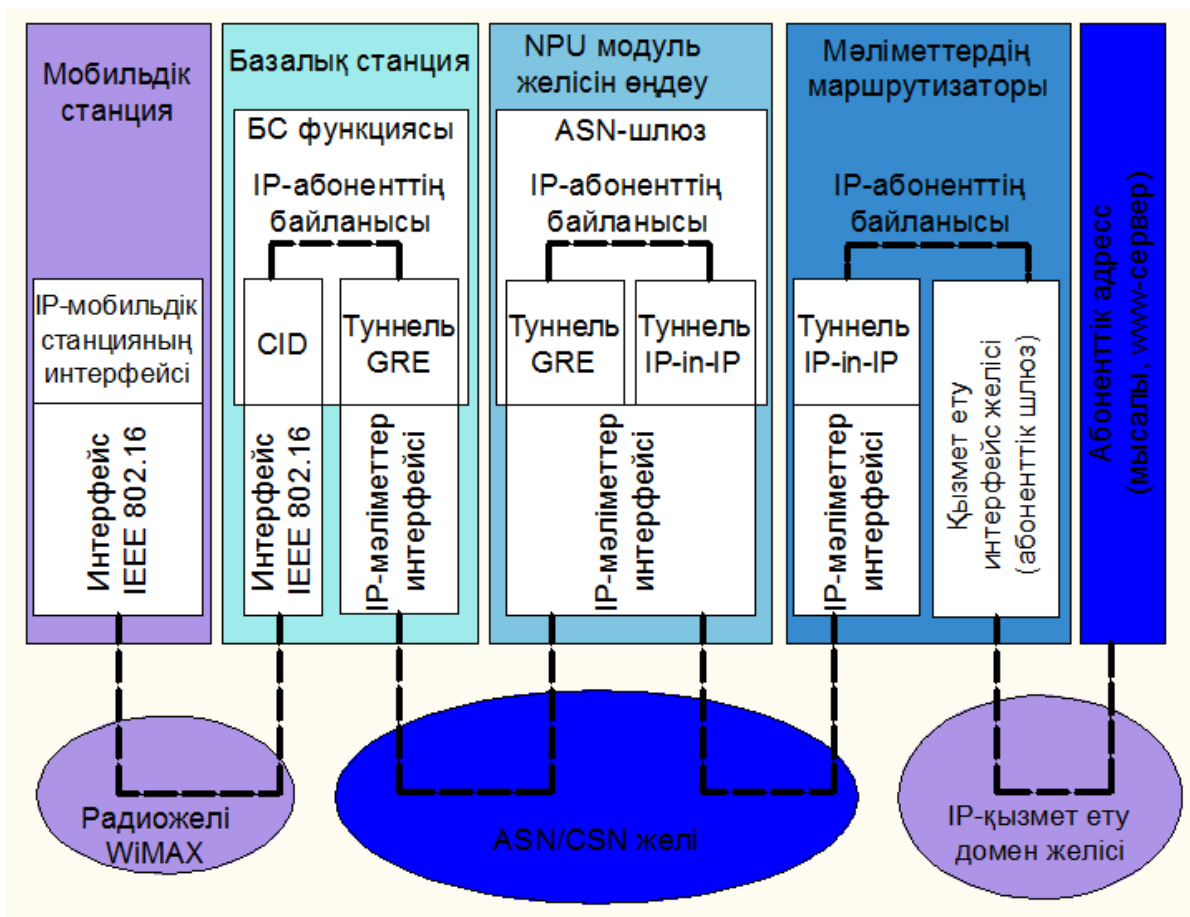 Мобильдік
станция
IP-мобильдік
станцияның
интерфейсі
Интерфейс
IEEE 802.16
Базалық станция
БС функциясы
IP-абоненттің
байланысы
CID
Туннель
GRE
Интерфейс
IEEE 802.16
IP-мәліметтер
интерфейсі
NPU модуль
желісін өңдеу
ASN-шлюз
IP-абоненттің
байланысы
Туннель
GRE
Туннель
IP-in-IP
IP-мәліметтер
интерфейсі
Мәліметтердің
маршрутизаторы
IP-абоненттің
байланысы
Туннель
IP-in-IP
IP-мәліметтер
интерфейсі
Қызмет ету
интерфейс желісі
(абоненттік шлюз)
Абоненттік адресс
(мысалы, www-сервер)
Радиожелі
WiMAX
ASN/CSN желі
IP-қызмет ету
домен желісі